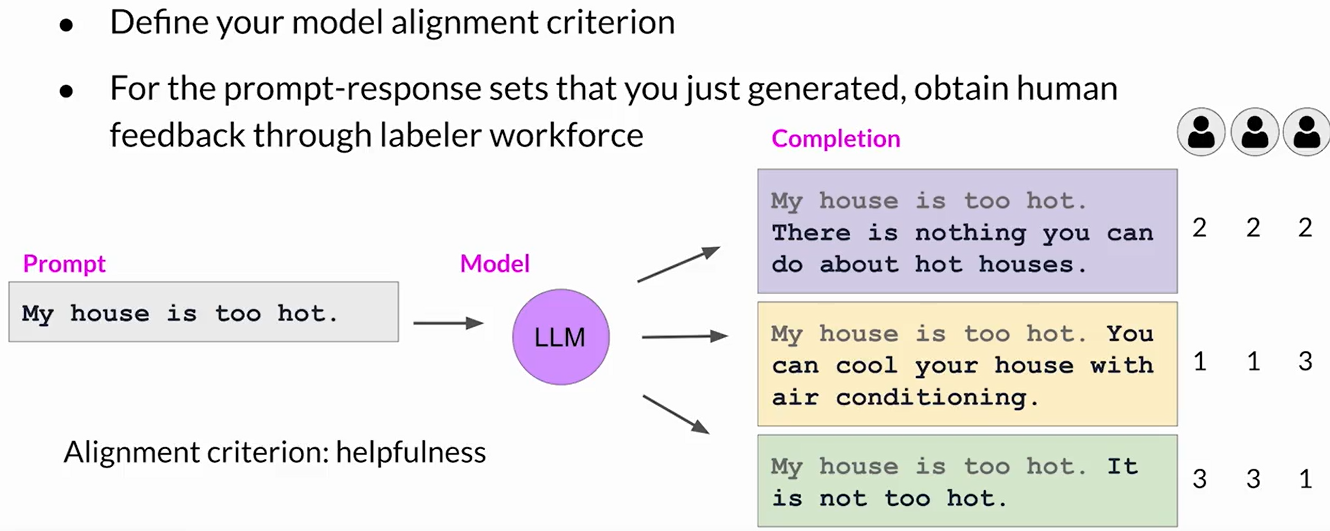 • Define your model alignment criterion
• For the prompt-response sets that you just generated, obtain human
feedback through labeler workforce
Prompt
My house is too hot.
Model
LLM
Alignment criterion: helpfulness
Completion
My house is too hot.
There is nothing you can
do about hot houses.
2 2 2
My house is too hot. You
can cool your house with
air conditioning.
1 1 3
My house is too hot. It
is not too hot.
3 3 1